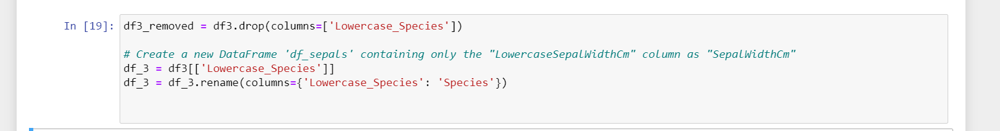 In [19]: df3_removed = df3.drop(columns=['Lowercase_Species'])
# Create a new DataFrame 'df_sepals' containing only the "LowercaseSepalWidthCm" column as "SepalWidthCm"
df_3 = df3[['Lowercase_Species']]
df_3 = df_3.rename(columns={'Lowercase_Species': 'Species'})